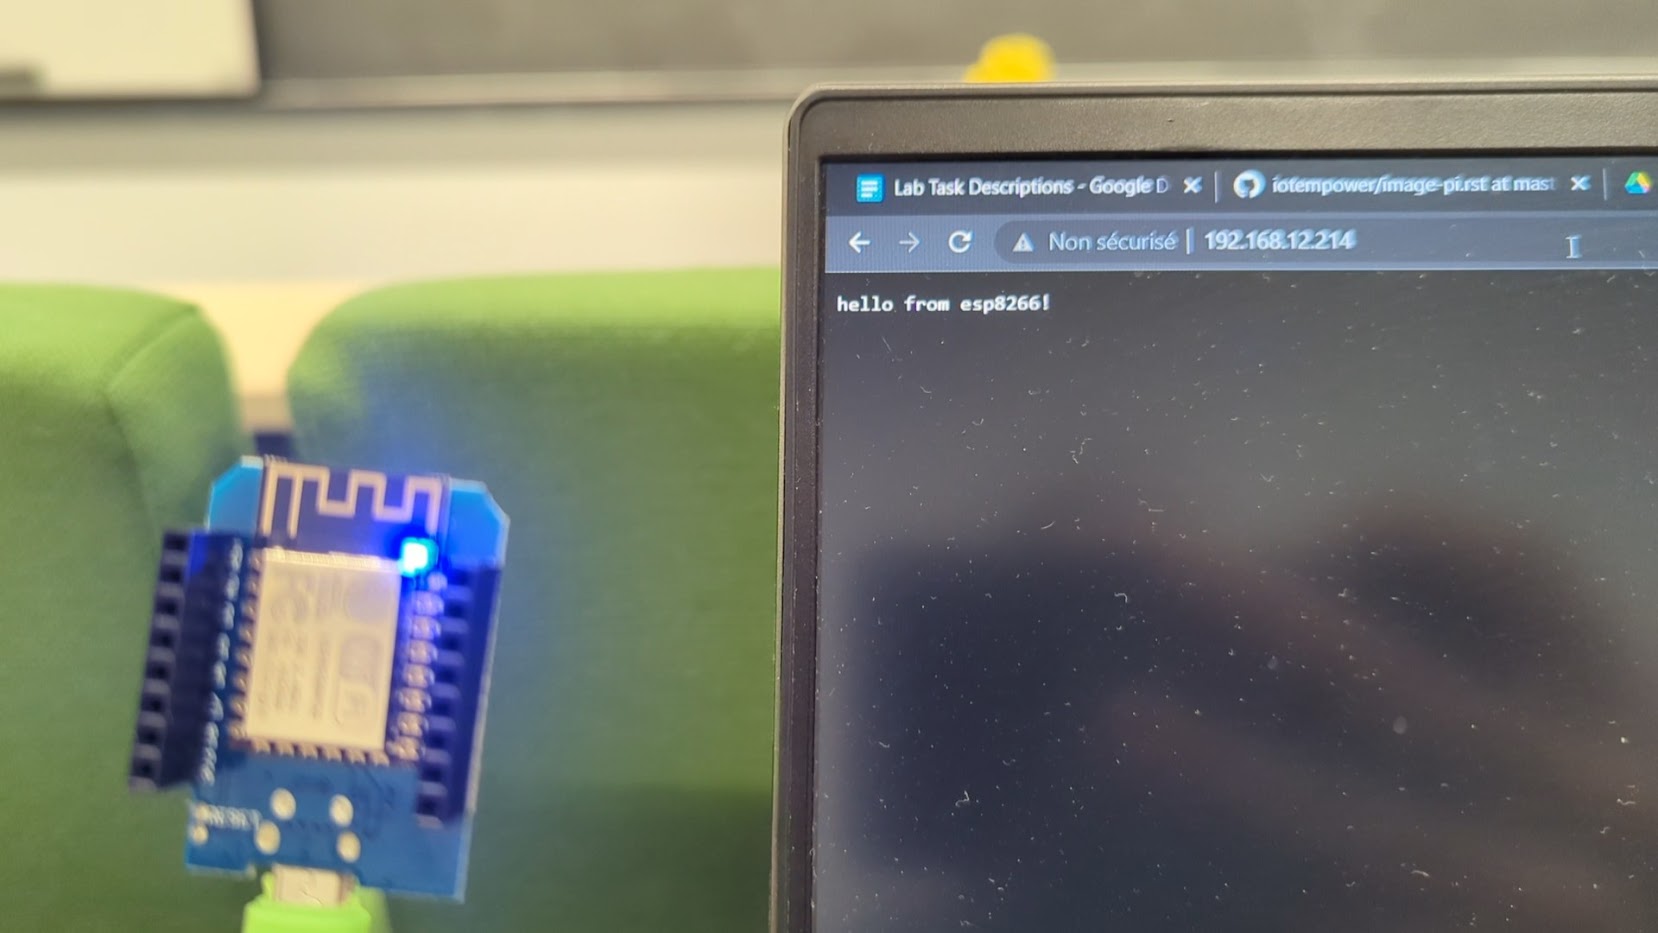 Lab Task Descriptions - Google D
iotempower/image-pi.rst at mast
Non sécurisé | 192.168.12.214
hello from esp8266!